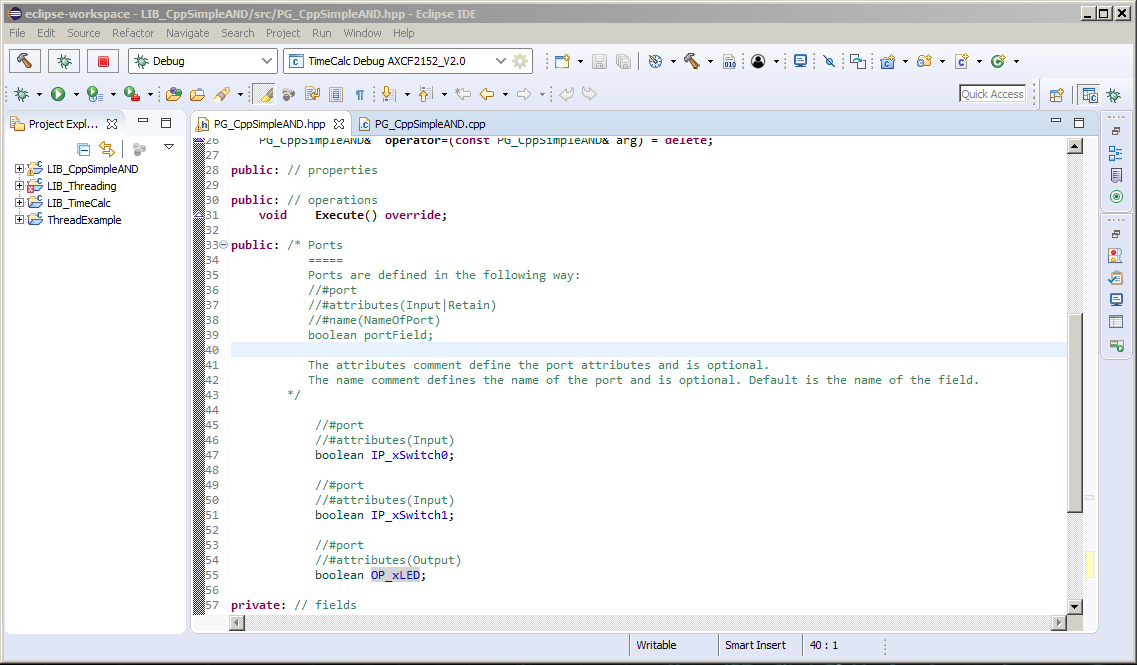 eclipse-workspace - LIB_CppSimpleAND/src/PG_CppSimpleAND.hpp - Eclipse IDE
File Edit Source Refactor Navigate Search Project Run Window Help
Debug TimeCalc Debug AXCF2152_V2.0
Quick Access
Project Expl...
LIB_CppSimpleAND
LIB_Threading
LIB_TimeCalc
ThreadExample
PG_CppSimpleAND.hpp PG_CppSimpleAND.cpp
26 PG_CppSimpleAND& operator=(const PG_CppSimpleAND& arg) = delete;
27
28 public: // properties
29
30 public: // operations
31 void Execute() override;
32
33 public: /* Ports
34 =====
35 Ports are defined in the following way:
36 //#port
37 //#attributes(Input|Retain)
38 //#name(NameOfPort)
39 boolean portField;
40
41 The attributes comment define the port attributes and is optional.
42 The name comment defines the name of the port and is optional. Default is the name of the field.
43 */
44
45 //#port
46 //#attributes(Input)
47 boolean IP_xSwitch0;
48
49 //#port
50 //#attributes(Input)
51 boolean IP_xSwitch1;
52
53 //#port
54 //#attributes(Output)
55 boolean OP_xLED;
56
57 private: // fields
Writable Smart Insert 40 : 1